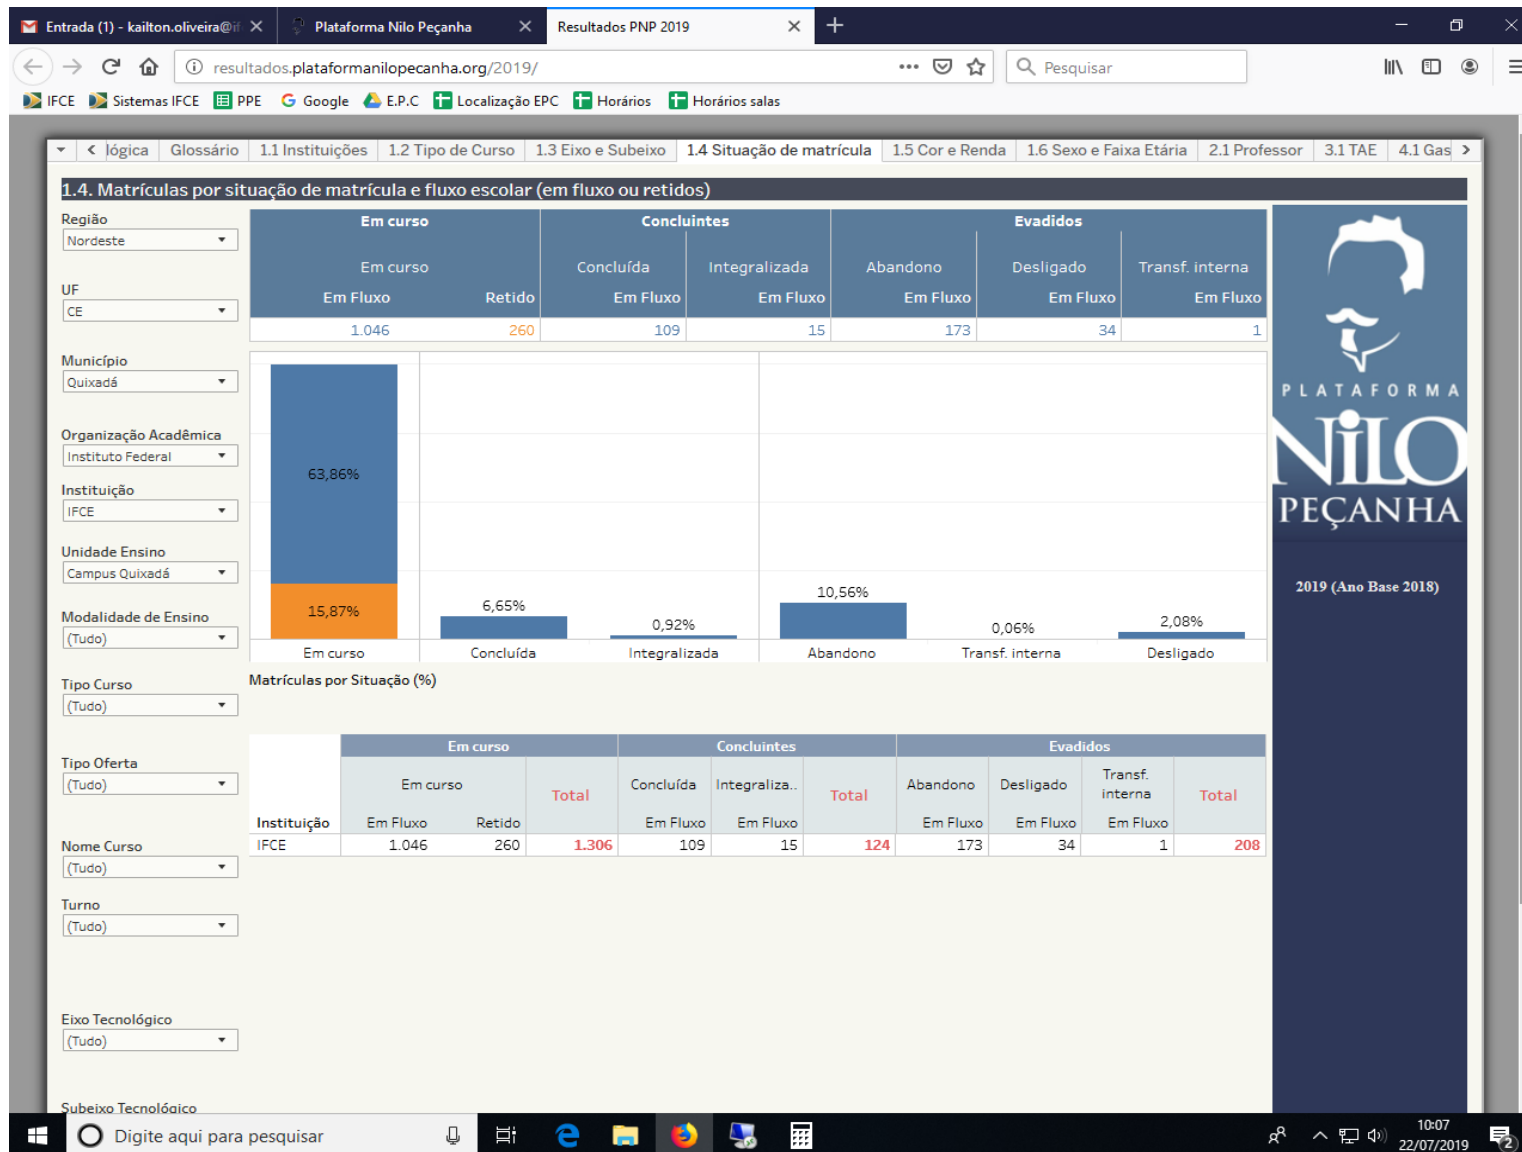 Entrada (1) - kailton.oliveira@if
Plataforma Nilo Peçanha
Resultados PNP 2019
resultados.plataformanilopecanha.org/2019/
Pesquisar
IFCE Sistemas IFCE PPE Google E.P.C Localização EPC Horários Horários salas
lógica Glossário 1.1 Instituições 1.2 Tipo de Curso 1.3 Eixo e Subeixo 1.4 Situação de matrícula 1.5 Cor e Renda 1.6 Sexo e Faixa Etária 2.1 Professor 3.1 TAE 4.1 Gas
1.4. Matrículas por situação de matrícula e fluxo escolar (em fluxo ou retidos)
Região
Nordeste
UF
CE
Município
Quixadá
Organização Acadêmica
Instituto Federal
Instituição
IFCE
Unidade Ensino
Campus Quixadá
Modalidade de Ensino
(Tudo)
Tipo Curso
(Tudo)
Tipo Oferta
(Tudo)
Nome Curso
(Tudo)
Turno
(Tudo)
Eixo Tecnológico
(Tudo)
Subeixo Tecnológico
Em curso Concluintes Evadidos
Em curso Concluída Integralizada Abandono Desligado Transf. interna
Em Fluxo Retido Em Fluxo Em Fluxo Em Fluxo Em Fluxo Em Fluxo
1.046 260 109 15 173 34 1
63,86%
15,87% 6,65% 0,92% 10,56% 0,06% 2,08%
Em curso Concluída Integralizada Abandono Transf. interna Desligado
Matrículas por Situação (%)
Em curso Concluintes Evadidos
Em curso Total Concluída Integraliza.. Total Abandono Desligado Transf. interna Total
Instituição Em Fluxo Retido Em Fluxo Em Fluxo Em Fluxo Em Fluxo Em Fluxo
IFCE 1.046 260 1.306 109 15 124 173 34 1 208
PLATAFORMA
NILO
PEÇANHA
2019 (Ano Base 2018)
Digite aqui para pesquisar
10:07
22/07/2019
2